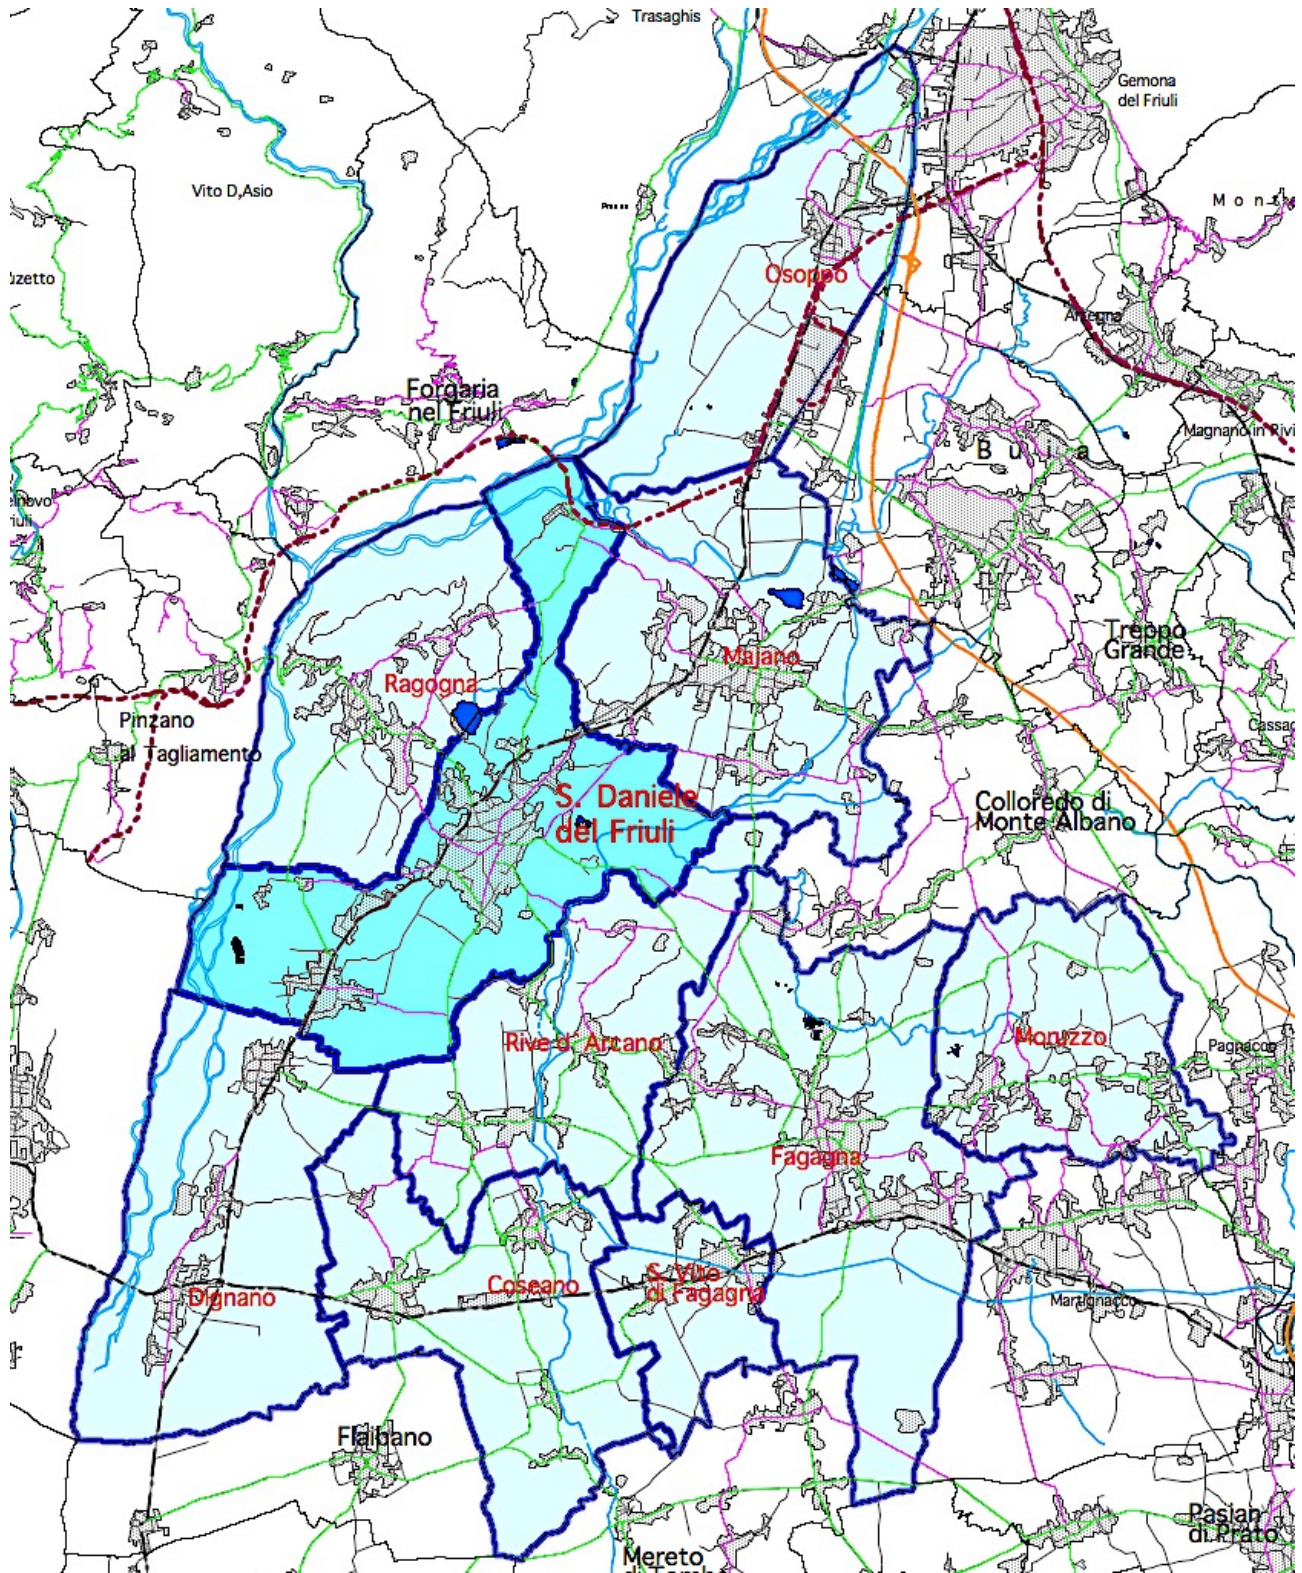 Trasaghis
Gemona
del Friuli
Vito D,Asio
uzetto
Osoppo
Artegna
Forgaria
nel Friuli
Magnano in Rivi
B u i a
Treppo
Grande
Majano
Ragogna
Pinzano
al Tagliamento
Cassac
S. Daniele
del Friuli
Colloredo di
Monte Albano
Rive d' Arcano
Moruzzo
Pagnacco
Fagagna
S. Vito
di Fagagna
Coseano
Dignano
Martignacco
Flaibano
Pasian
di Prato
Mereto